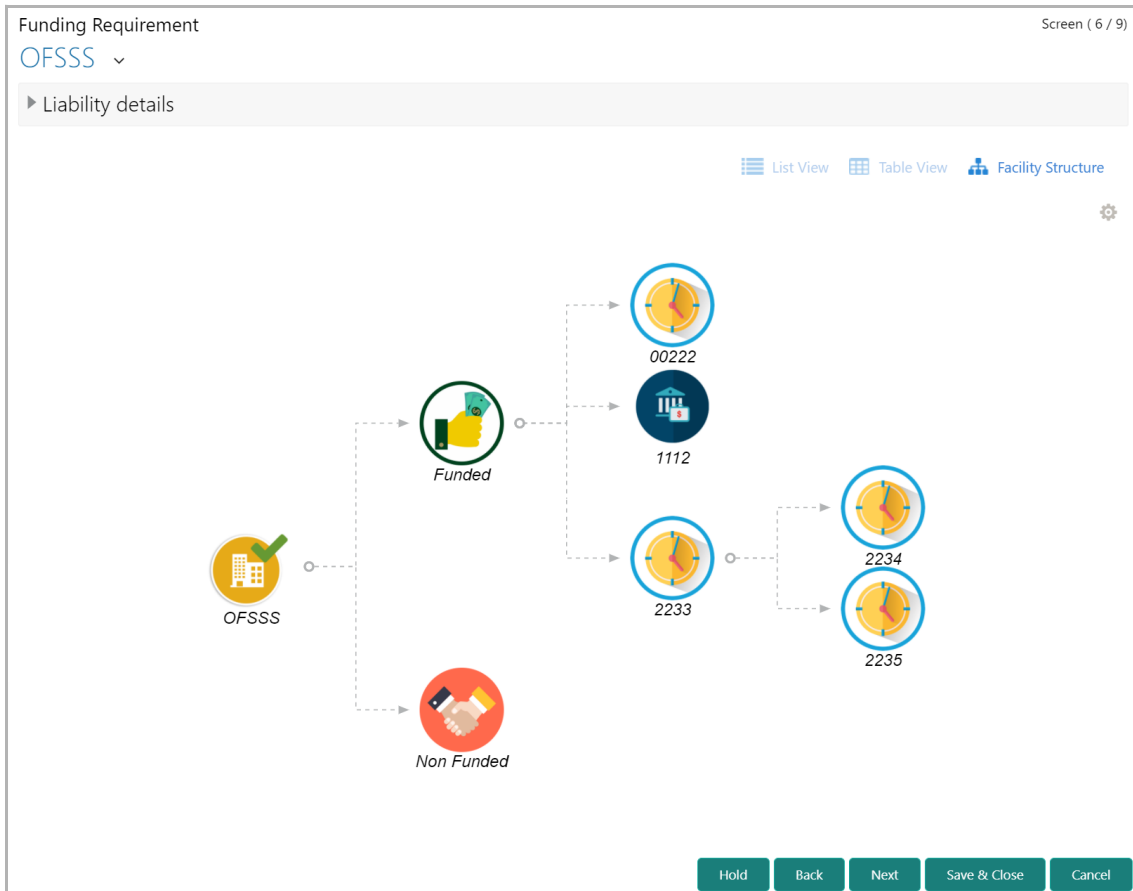 Funding Requirement
Screen ( 6 / 9)
OFSSS
Liability details
List View
Table View
Facility Structure
00222
1112
Funded
2233
2234
2235
OFSSS
Non Funded
Hold
Back
Next
Save & Close
Cancel